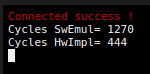 Connected success !
Cycles SwEmul= 1270
Cycles HwImpl= 444